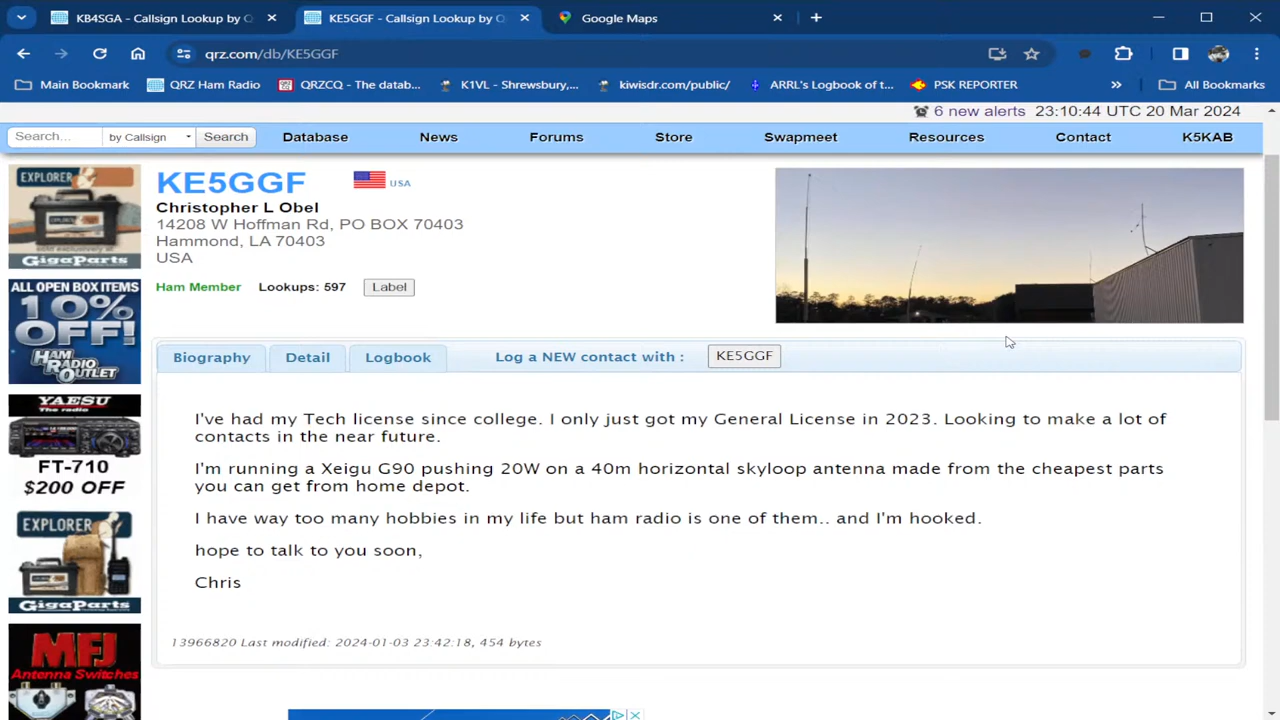 KB4SGA - Callsign Lookup by Q
KE5GGF - Callsign Lookup by Q
Google Maps
qrz.com/db/KE5GGF
Main Bookmark
QRZ Ham Radio
QRZCQ - The datab...
K1VL - Shrewsbury,...
kiwisdr.com/public/
ARRL's Logbook of t...
PSK REPORTER
»
All Bookmarks
6 new alerts 23:10:44 UTC 20 Mar 2024
Search...
by Callsign
Search
Database
News
Forums
Store
Swapmeet
Resources
Contact
K5KAB
EXPLORER
GigaParts
ALL OPEN BOX ITEMS
10%
OFF!
HAM RADIO
OUTLET
YAESU
The radio
FT-710
$200 OFF
EXPLORER
GigaParts
MFJ
Antenna Switches
KE5GGF
USA
Christopher L Obel
14208 W Hoffman Rd, PO BOX 70403
Hammond, LA 70403
USA
Ham Member Lookups: 597 Label
Biography
Detail
Logbook
Log a NEW contact with : KE5GGF
I've had my Tech license since college. I only just got my General License in 2023. Looking to make a lot of
contacts in the near future.
I'm running a Xeigu G90 pushing 20W on a 40m horizontal skyloop antenna made from the cheapest parts
you can get from home depot.
I have way too many hobbies in my life but ham radio is one of them.. and I'm hooked.
hope to talk to you soon,
Chris
13966820 Last modified: 2024-01-03 23:42:18, 454 bytes